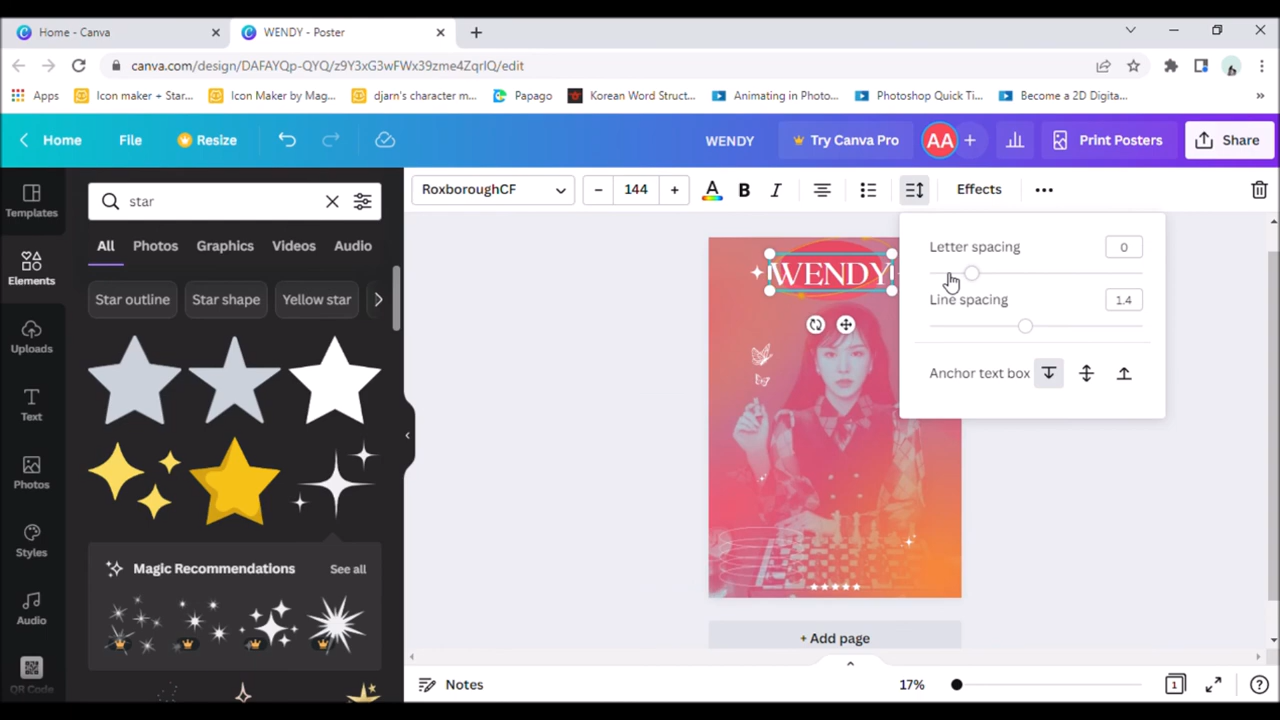 Home - Canva
WENDY - Poster
canva.com/design/DAFAYQp-QYQ/z9Y3xG3wFWx39zme4ZqrIQ/edit
Apps
Icon maker + Star...
Icon Maker by Mag...
djarn's character m...
Papago
Korean Word Struct...
Animating in Photo...
Photoshop Quick Ti...
Become a 2D Digita...
»
Home
File
Resize
WENDY
Try Canva Pro
AA
+
Print Posters
Share
Templates
Elements
Uploads
Text
Photos
Styles
Audio
QR Code
star
All
Photos
Graphics
Videos
Audio
Star outline
Star shape
Yellow star
Magic Recommendations
See all
RoxboroughCF
− 144 +
A
B
I
Effects
Letter spacing
0
Line spacing
1.4
Anchor text box
WENDY
+ Add page
Notes
17%
1
?